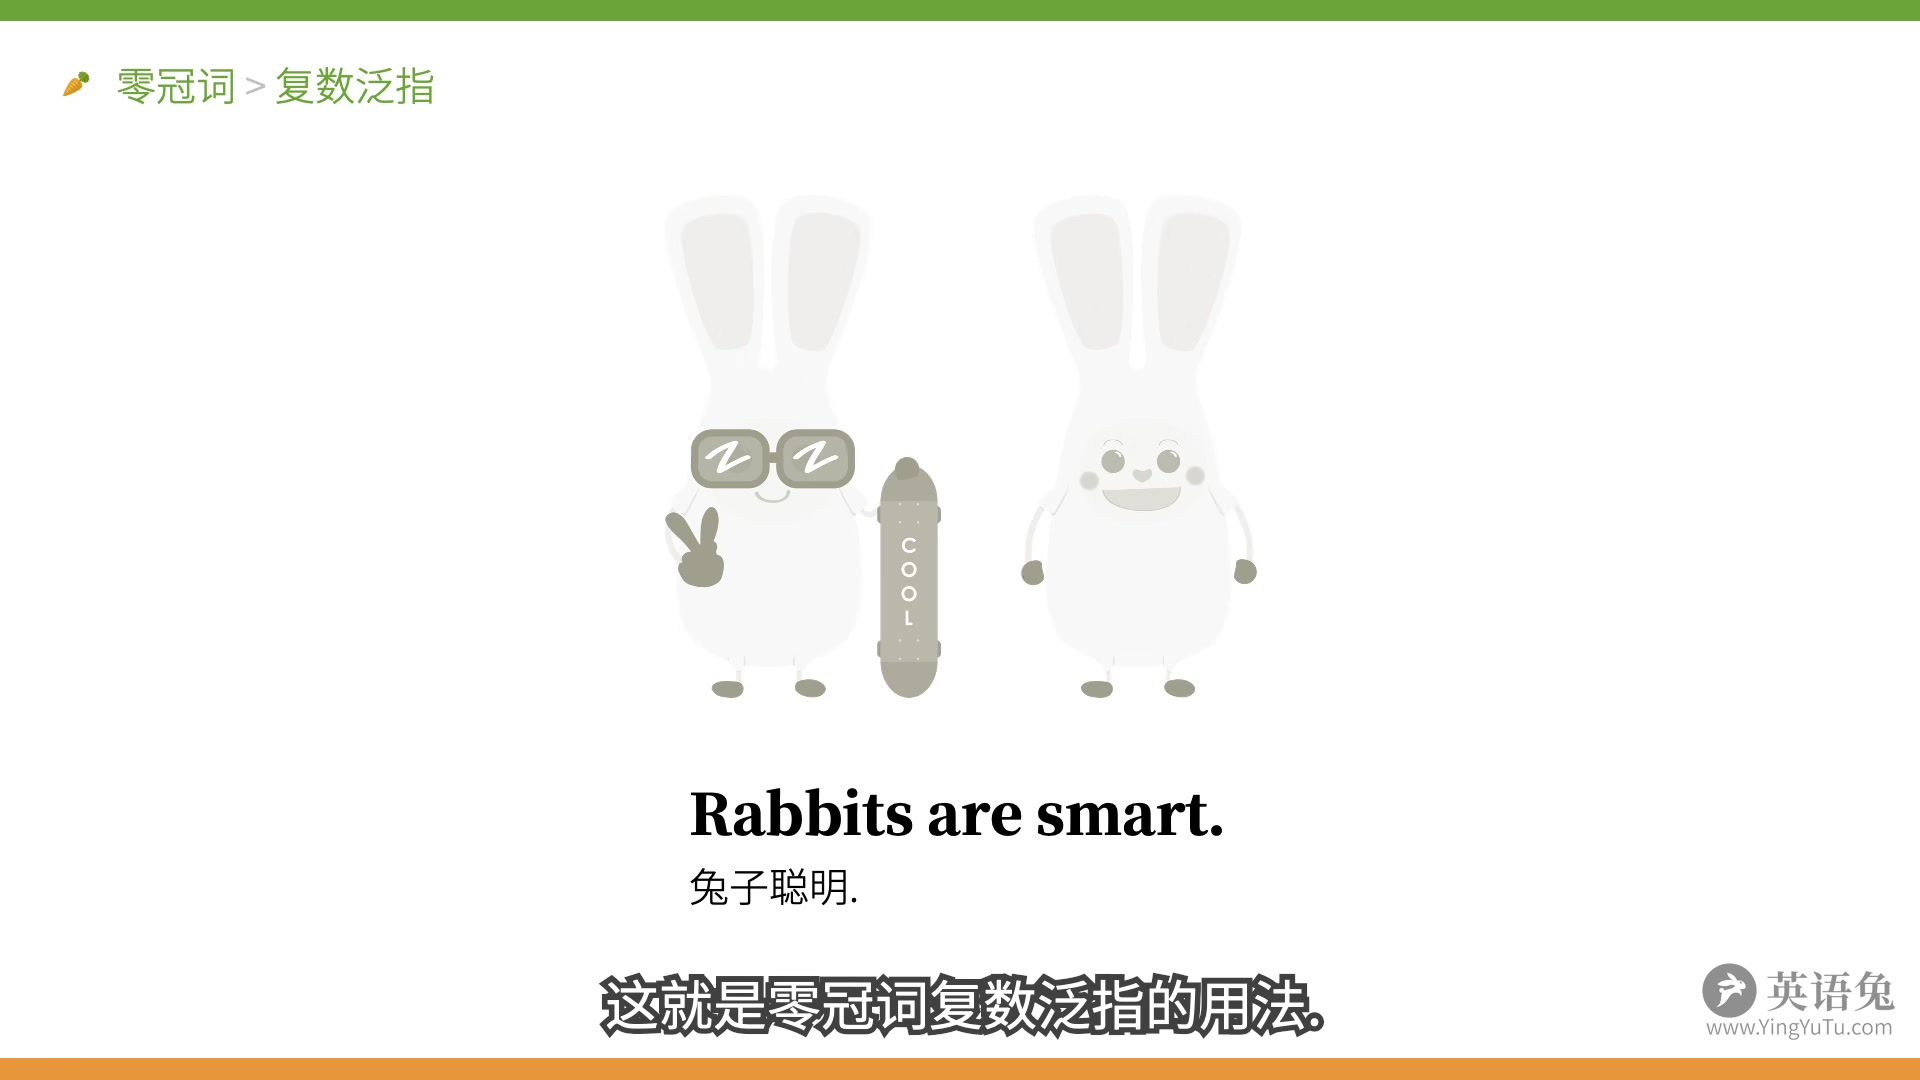 零冠词 > 复数泛指
COOL
Rabbits are smart.
兔子聪明.
这就是零冠词复数泛指的用法。
英语兔
www.YingYuTu.com